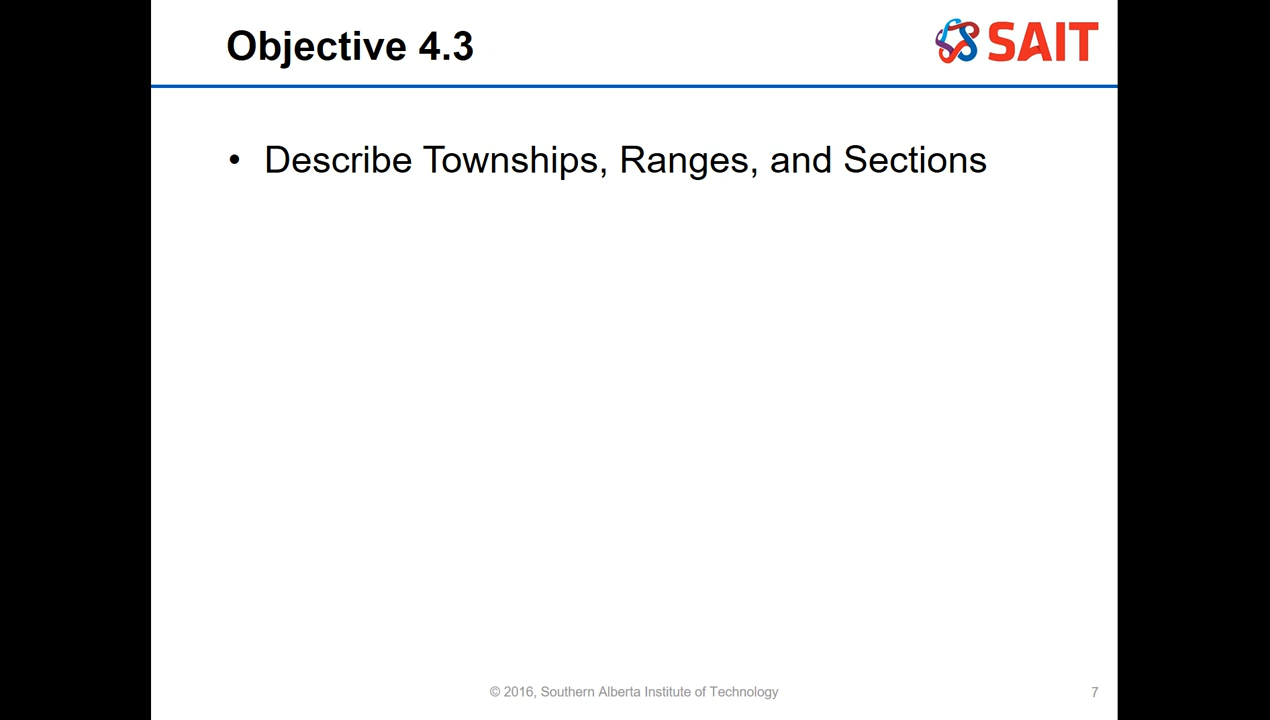 Objective 4.3
SAIT
• Describe Townships, Ranges, and Sections
© 2016, Southern Alberta Institute of Technology
7